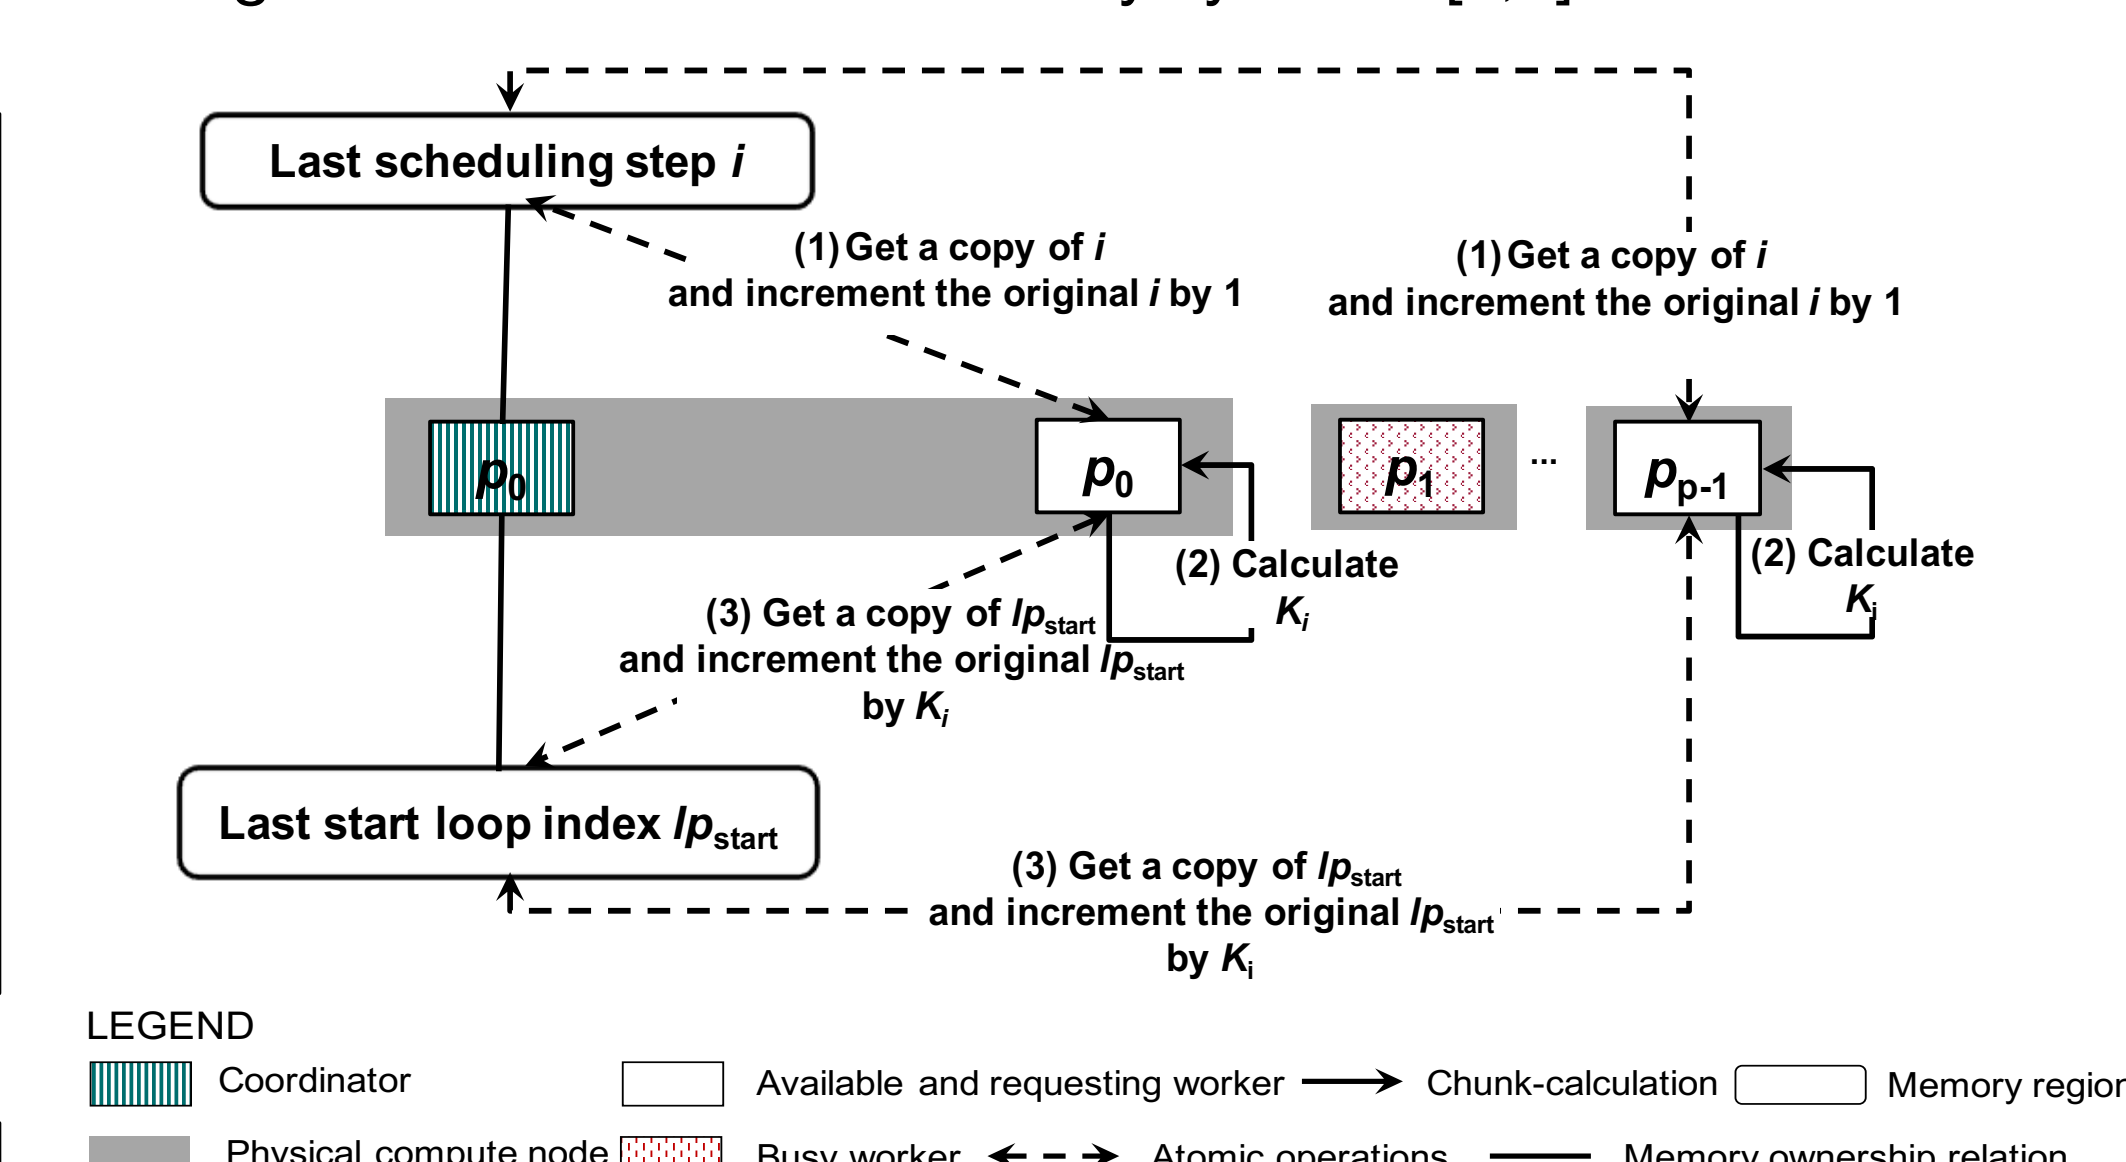 Last scheduling step i
(1) Get a copy of i
and increment the original i by 1
(1) Get a copy of i
and increment the original i by 1
p0
p0
p1
...
pp-1
(2) Calculate
Ki
(2) Calculate
Ki
(3) Get a copy of lpstart
and increment the original lpstart
by Ki
Last start loop index lpstart
(3) Get a copy of lpstart
and increment the original lpstart
by Ki
LEGEND
Coordinator
Available and requesting worker
Chunk-calculation
Memory region
Physical compute node
Busy worker
Atomic operations
Memory ownership relation